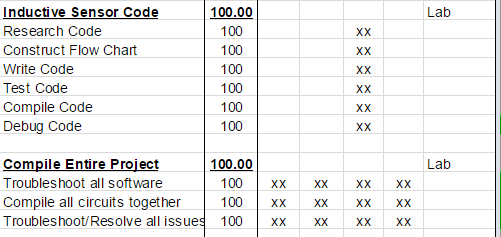 Inductive Sensor Code 100.00 Lab
Research Code 100 xx
Construct Flow Chart 100 xx
Write Code 100 xx
Test Code 100 xx
Compile Code 100 xx
Debug Code 100 xx
Compile Entire Project 100.00 Lab
Troubleshoot all software 100 xx xx xx xx
Compile all circuits together 100 xx xx xx xx
Troubleshoot/Resolve all issues 100 xx xx xx xx